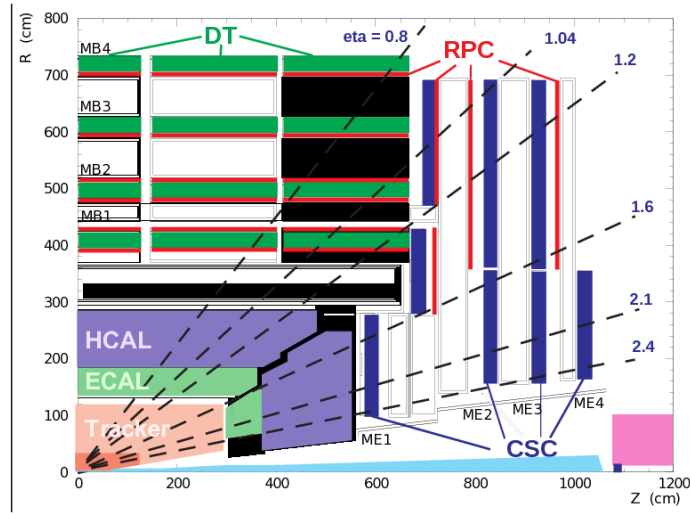 R (cm)
800
700
600
500
400
300
200
100
0
MB4
MB3
MB2
MB1
DT
eta = 0.8
RPC
1.04
1.2
1.6
2.1
2.4
HCAL
ECAL
Tracker
ME1
ME2
ME3
ME4
CSC
0
200
400
600
800
1000
1200
Z (cm)